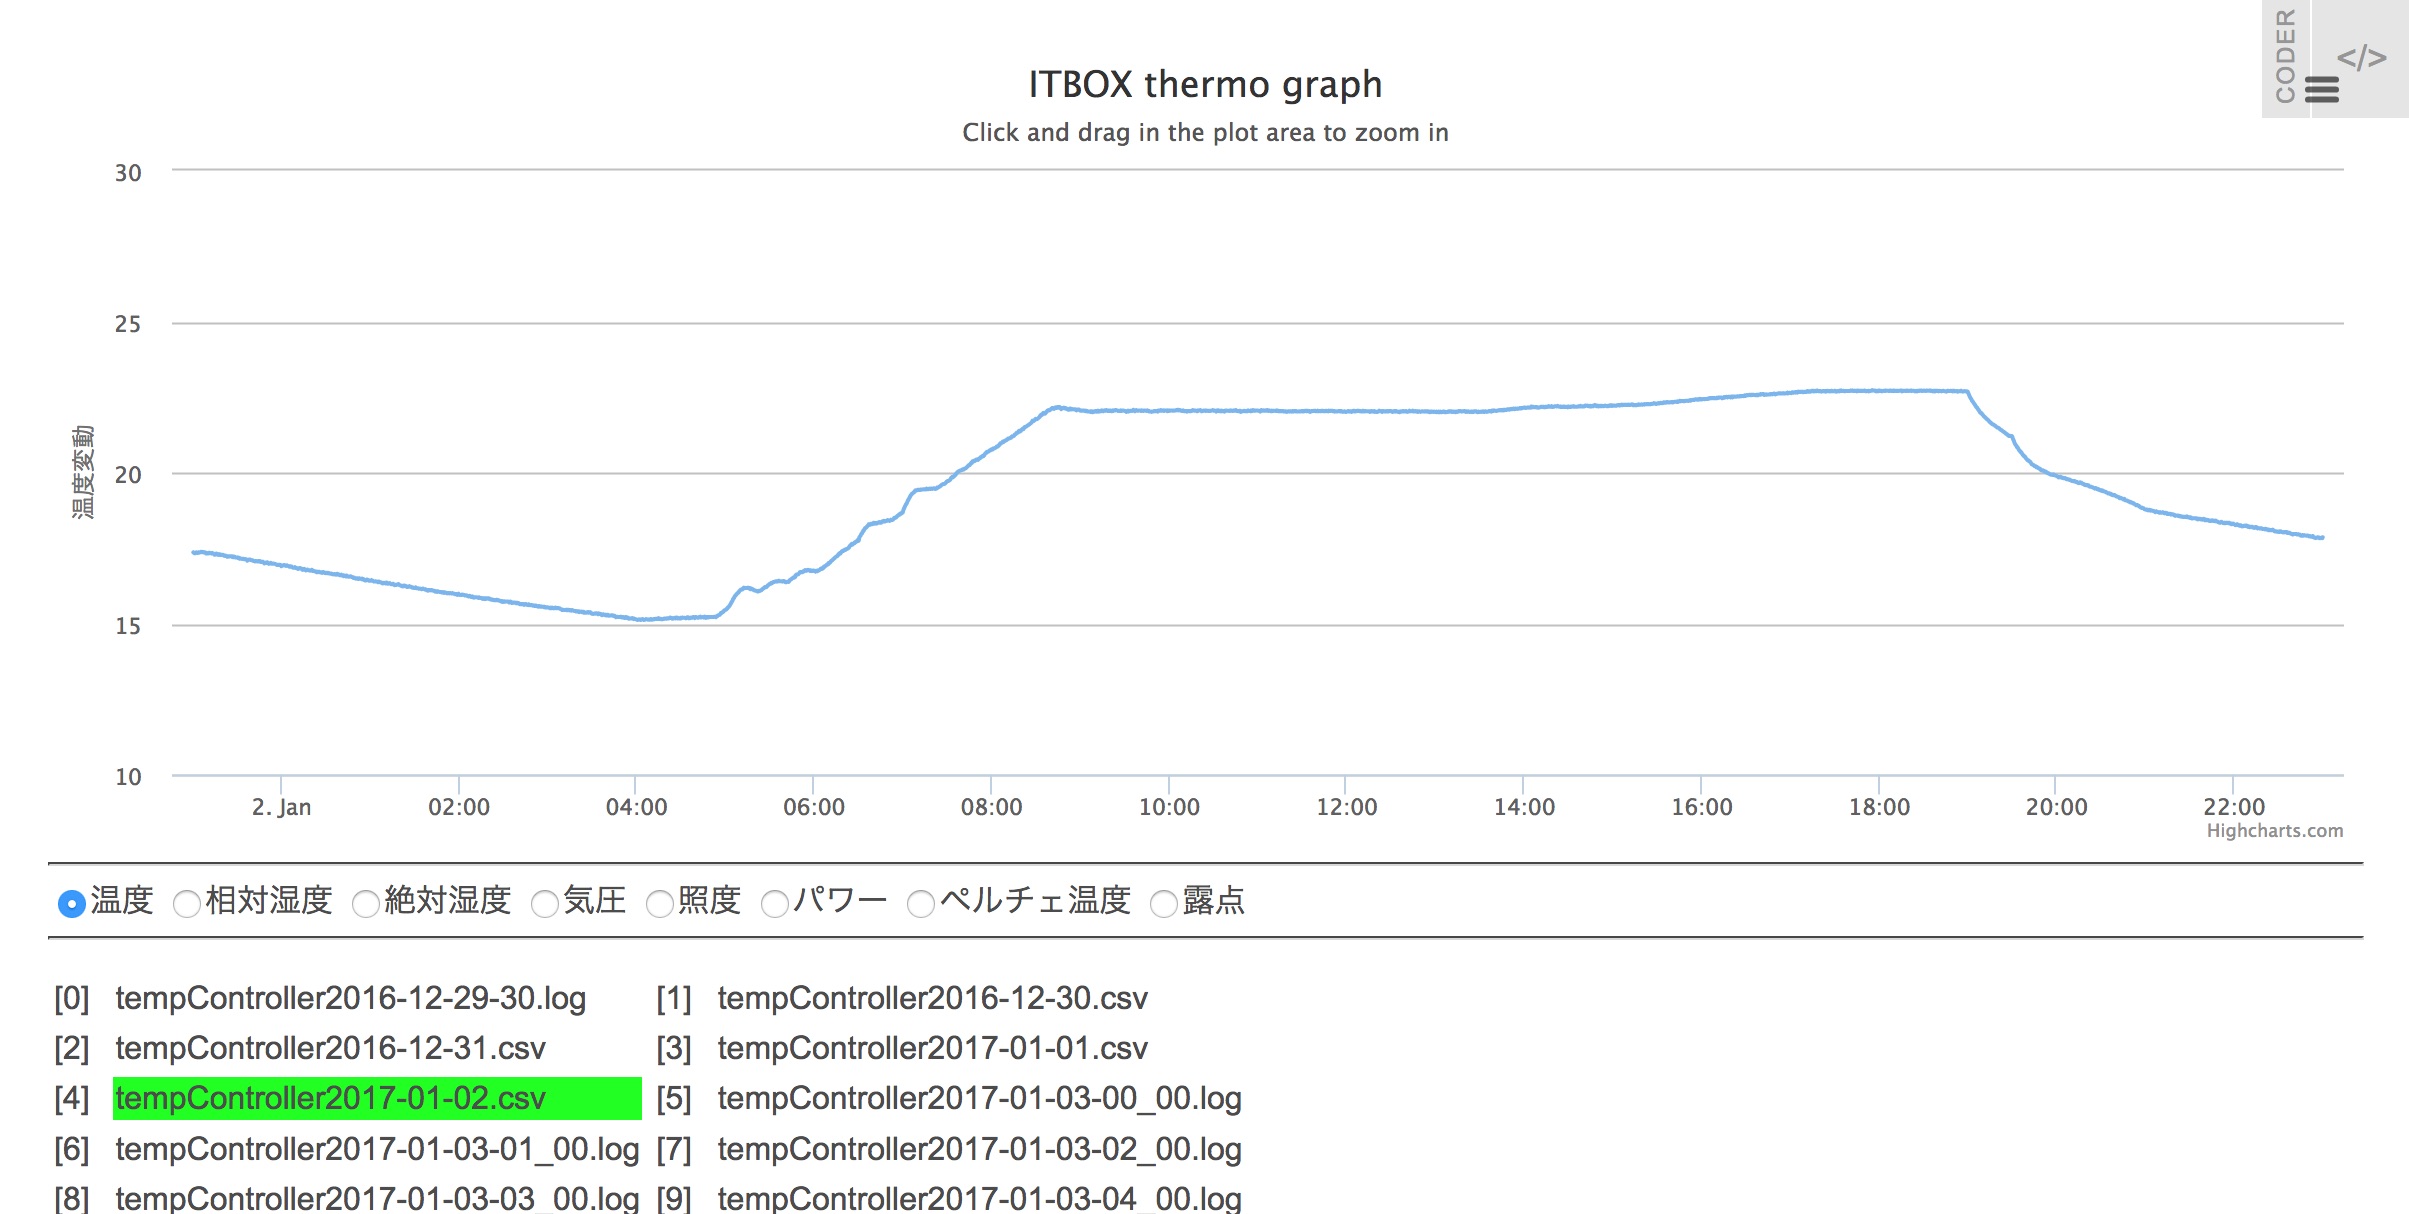 CODER
</>
ITBOX thermo graph
Click and drag in the plot area to zoom in
30
25
20
15
10
温度変動
2. Jan 02:00 04:00 06:00 08:00 10:00 12:00 14:00 16:00 18:00 20:00 22:00
Highcharts.com
温度 相対湿度 絶対湿度 気圧 照度 パワー ペルチェ温度 露点
[0] tempController2016-12-29-30.log [1] tempController2016-12-30.csv
[2] tempController2016-12-31.csv [3] tempController2017-01-01.csv
[4] tempController2017-01-02.csv [5] tempController2017-01-03-00_00.log
[6] tempController2017-01-03-01_00.log [7] tempController2017-01-03-02_00.log
[8] tempController2017-01-03-03_00.log [9] tempController2017-01-03-04_00.log